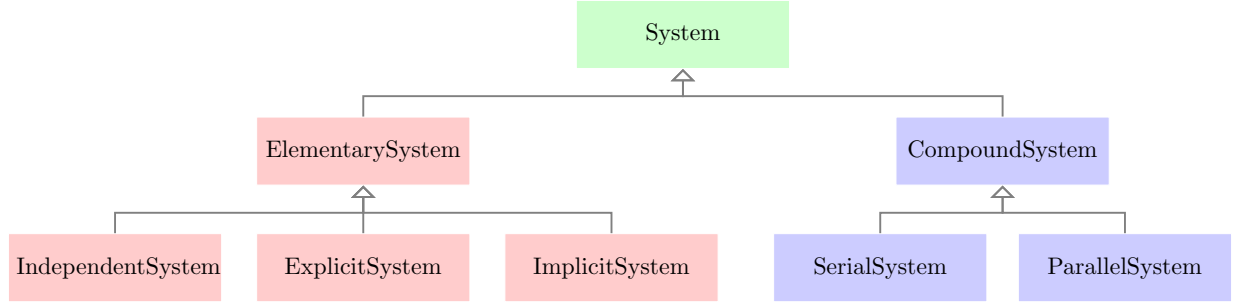 System
ElementarySystem
CompoundSystem
IndependentSystem
ExplicitSystem
ImplicitSystem
SerialSystem
ParallelSystem